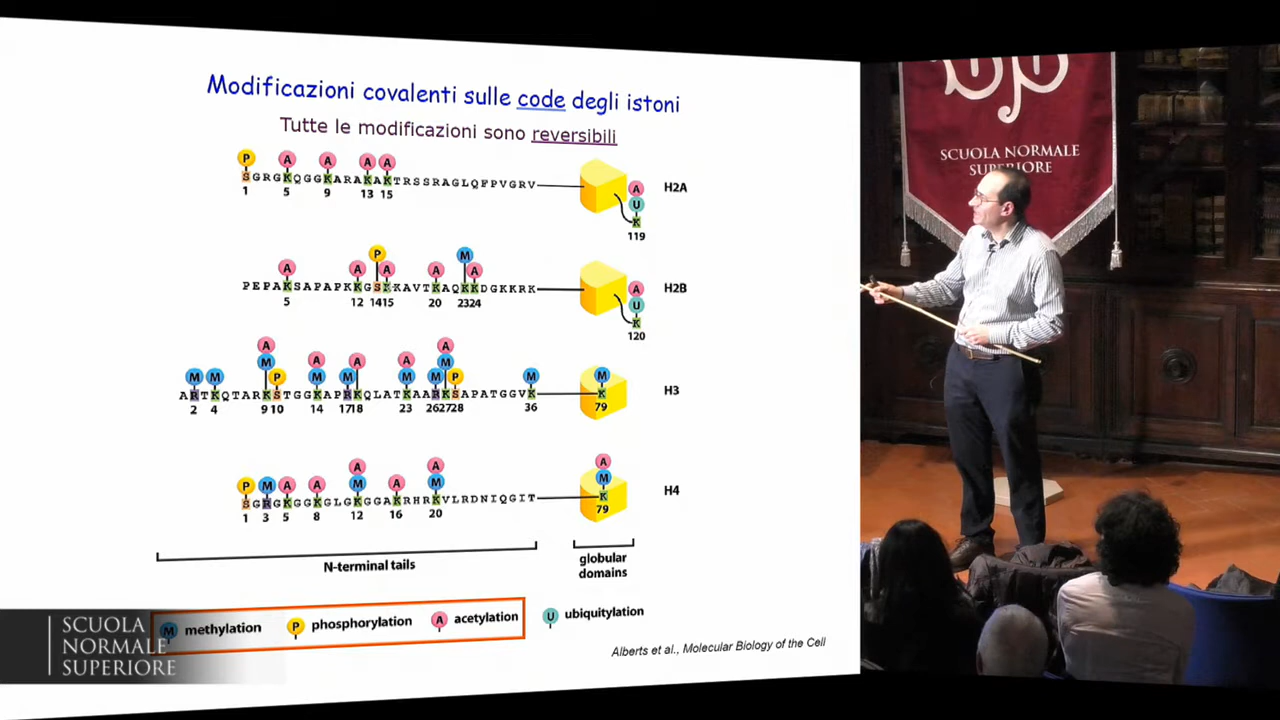 Modificazioni covalenti sulle code degli istoni
Tutte le modificazioni sono reversibili
P A A A A
SGRGKQGGKARAKAKTRSSRAGLQFPVGRV
1 5 9 13 15
A
U
K
119
H2A
A A P A A M A
PEPAKSAPAPKKGSKKAVTKAQKKDGKKRK
5 12 14 15 20 23 24
A
U
K
120
H2B
A A
M M A M P A M M A A M M A M M P M
ARTKQTARKSTGGKAPRKQLATKAARKSAPATGGVK
2 4 9 10 14 17 18 23 26 27 28 36
M
K
79
H3
P M A A A M A A M
SGRGKGGKGLGKGGAKRHRKVLRDNIQGIT
1 3 5 8 12 16 20
A
M
K
79
H4
N-terminal tails
globular
domains
M methylation P phosphorylation A acetylation U ubiquitylation
Alberts et al., Molecular Biology of the Cell
SCUOLA
NORMALE
SUPERIORE
SCUOLA NORMALE
SUPERIORE